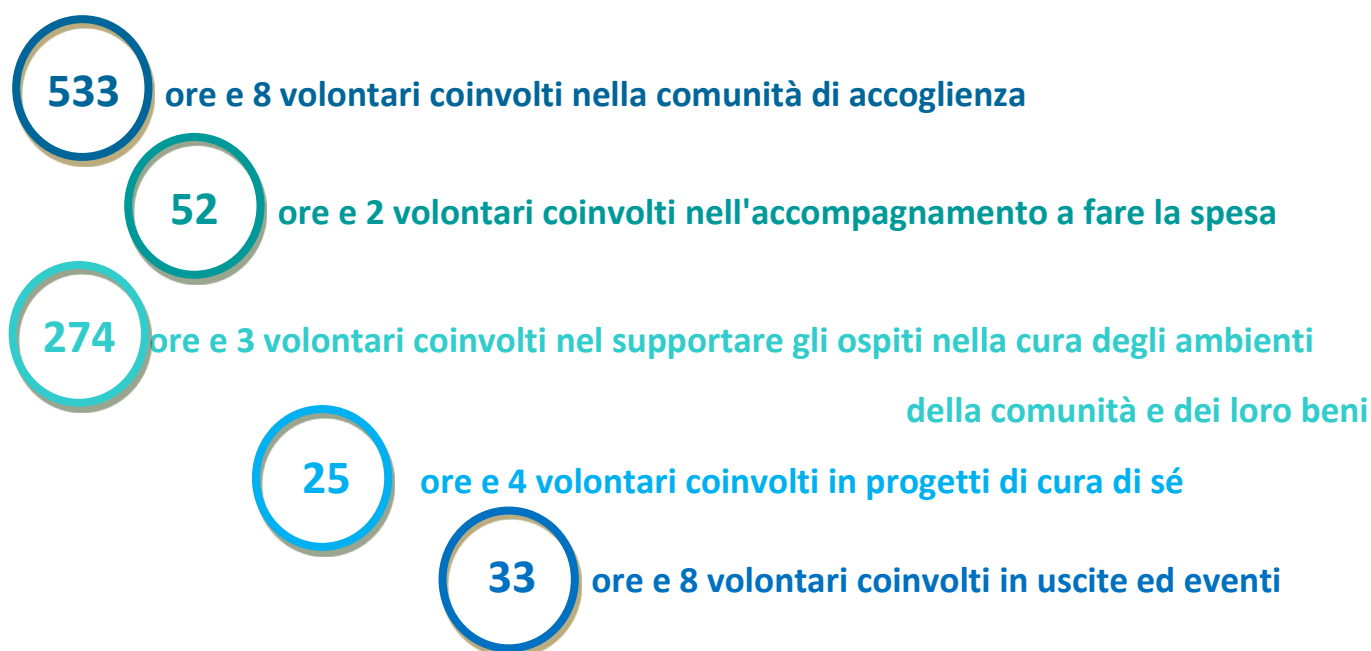 533 ore e 8 volontari coinvolti nella comunità di accoglienza
52 ore e 2 volontari coinvolti nell'accompagnamento a fare la spesa
274 ore e 3 volontari coinvolti nel supportare gli ospiti nella cura degli ambienti
della comunità e dei loro beni
25 ore e 4 volontari coinvolti in progetti di cura di sé
33 ore e 8 volontari coinvolti in uscite ed eventi